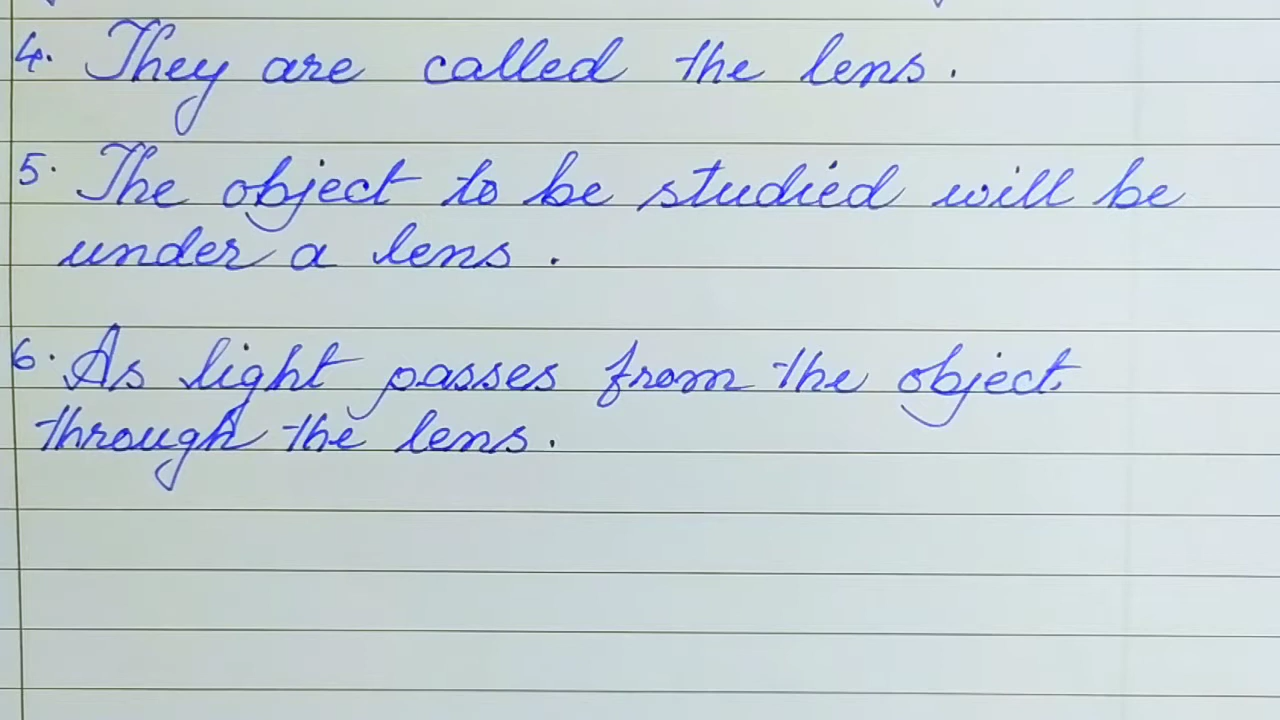 4. They are called the lens.
5. The object to be studied will be
under a lens.
6. As light passes from the object
through the lens.